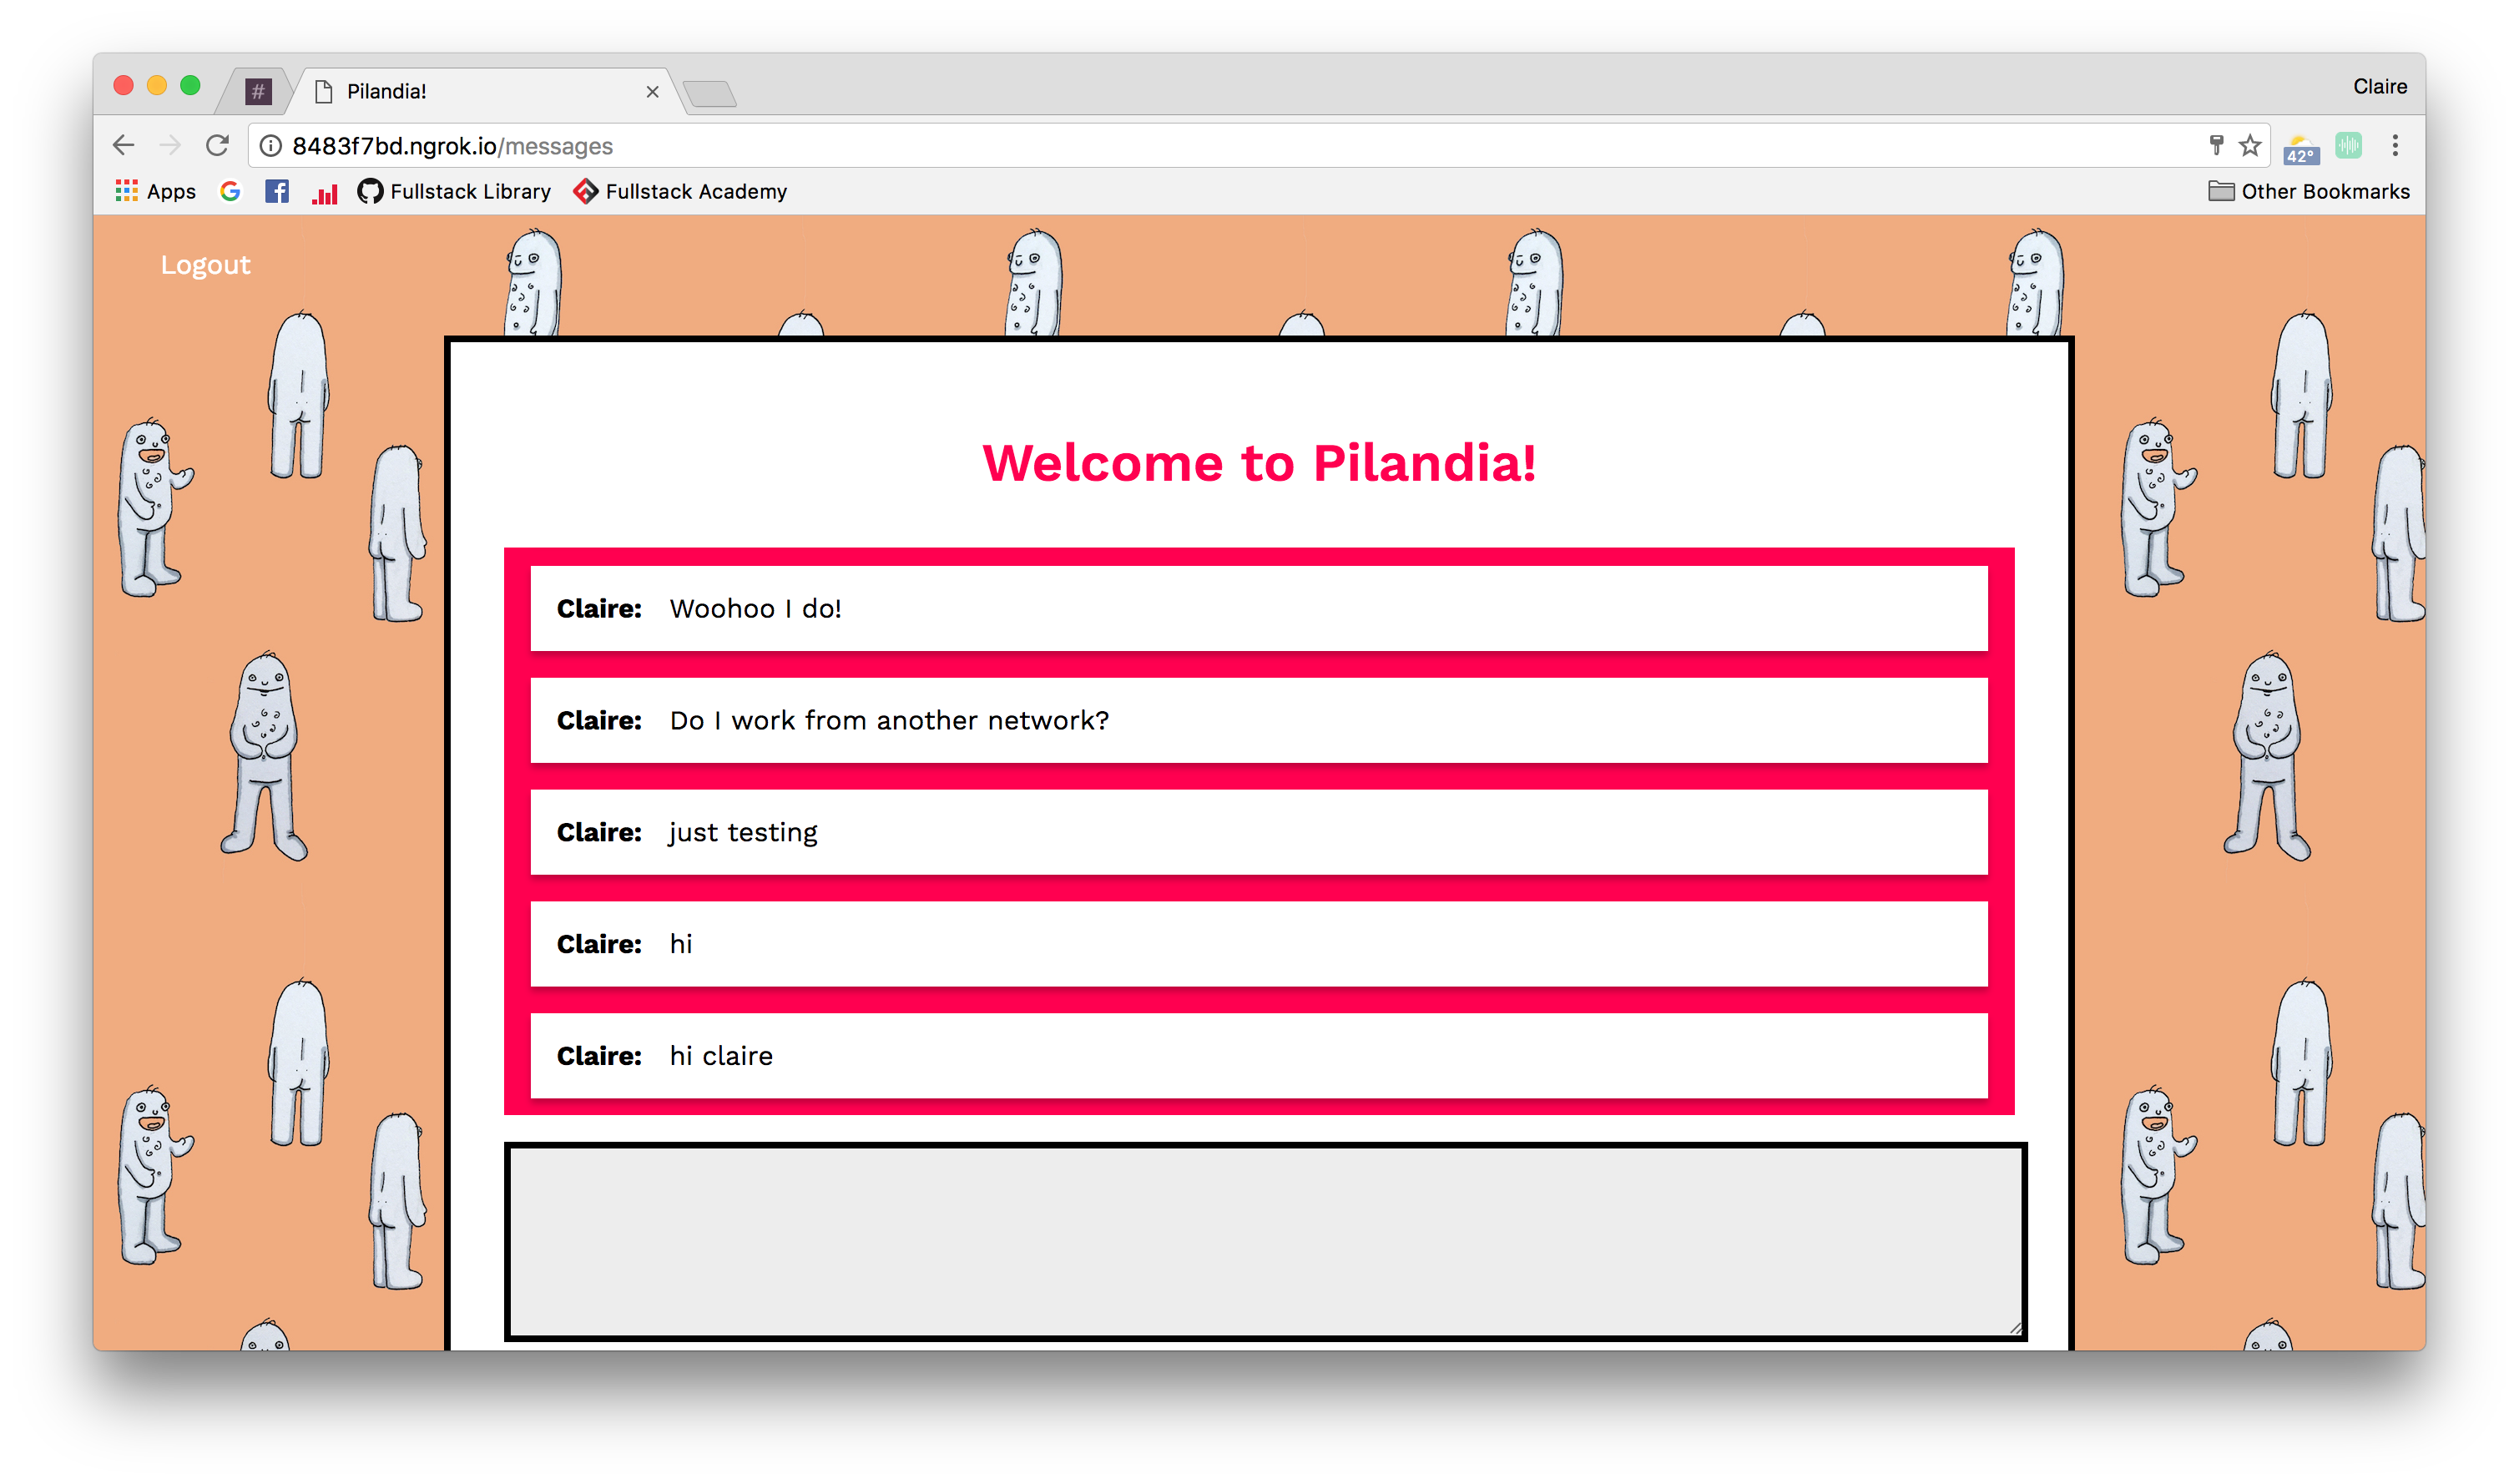 #
Pilandia!
Claire
8483f7bd.ngrok.io/messages
42°
Apps
Fullstack Library
Fullstack Academy
Other Bookmarks
Logout
Welcome to Pilandia!
Claire: Woohoo I do!
Claire: Do I work from another network?
Claire: just testing
Claire: hi
Claire: hi claire